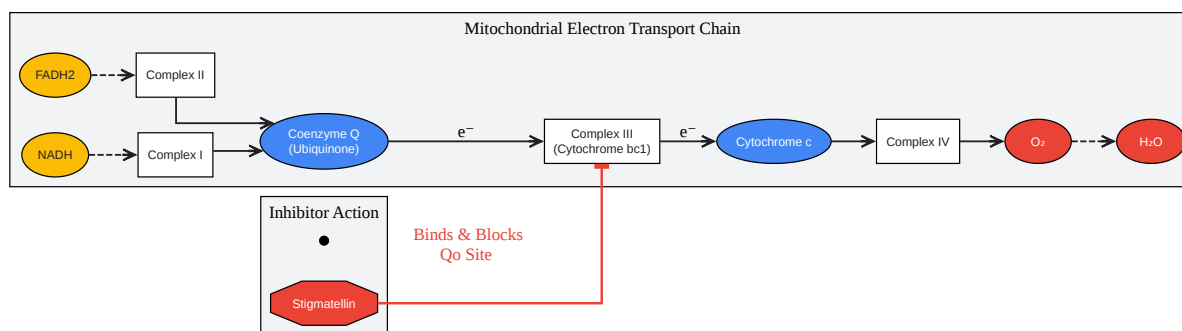 Mitochondrial Electron Transport Chain
FADH2
Complex II
NADH
Complex I
Coenzyme Q
(Ubiquinone)
e⁻
Complex III
(Cytochrome bc1)
e⁻
Cytochrome c
Complex IV
O₂
H₂O
Inhibitor Action
Binds & Blocks
Qo Site
Stigmatellin